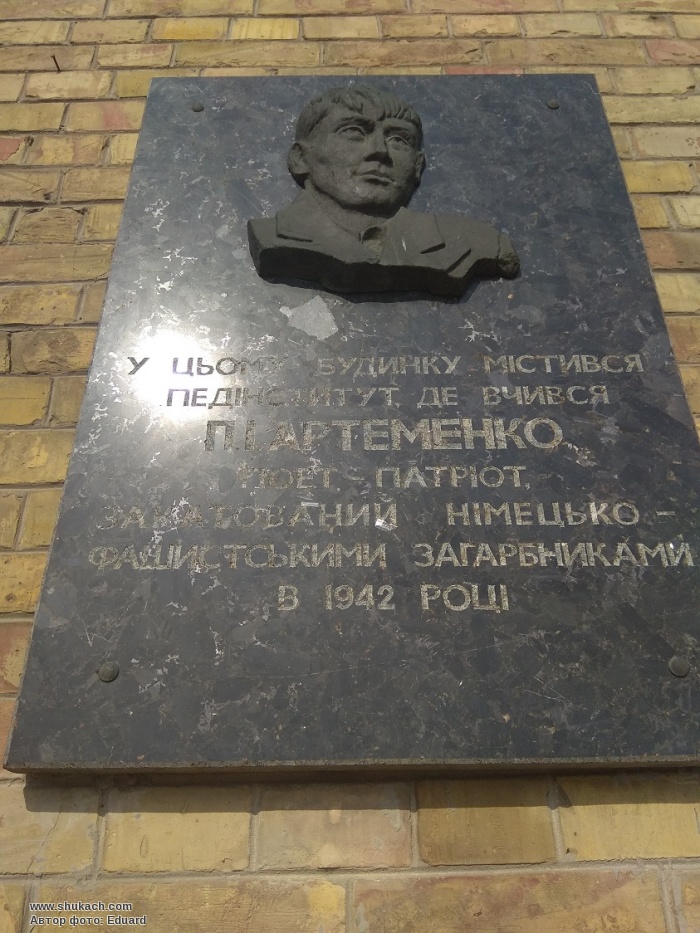 У ЦЬОМУ БУДИНКУ МІСТИВСЯ
ПЕДІНСТИТУТ, ДЕ ВЧИВСЯ
П.І. АРТЕМЕНКО
ПОЕТ - ПАТРІОТ,
ЗАКАТОВАНИЙ НІМЕЦЬКО -
ФАШИСТСЬКИМИ ЗАГАРБНИКАМИ
В 1942 РОЦІ
www.shukach.com
Автор фото: Eduard